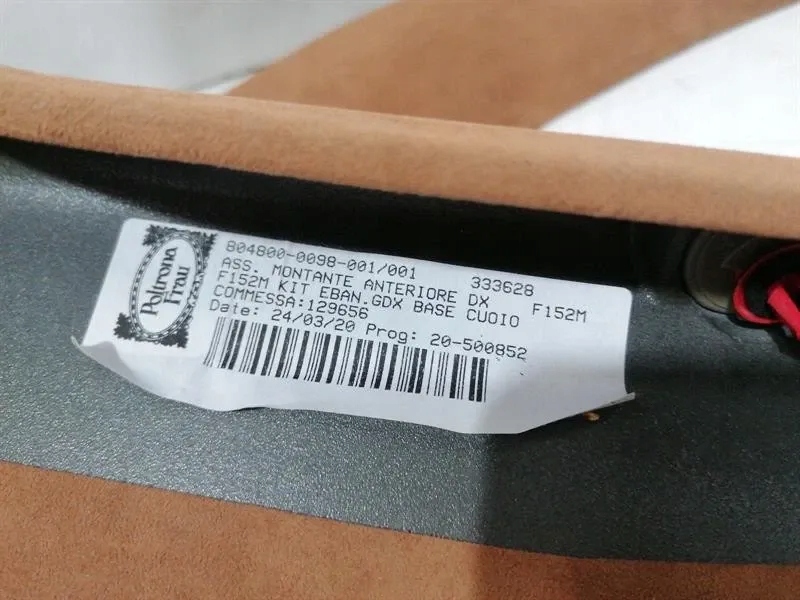 Poltrona
Frau
804800-0098-001/001 333628
ASS. MONTANTE ANTERIORE DX F152M
F152M KIT EBAN.GDX BASE CUOIO
COMMESSA:129656
Date: 24/03/20 Prog: 20-500852